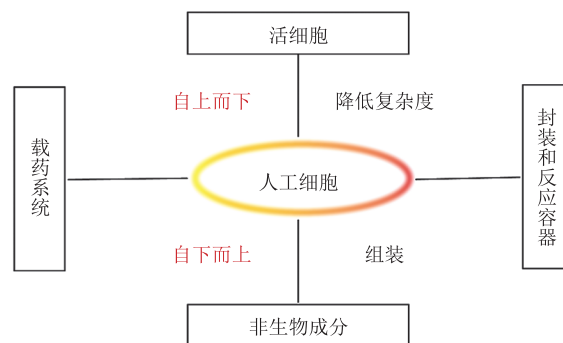 活细胞
自上而下
降低复杂度
载药系统
人工细胞
封装和反应容器
自下而上
组装
非生物成分